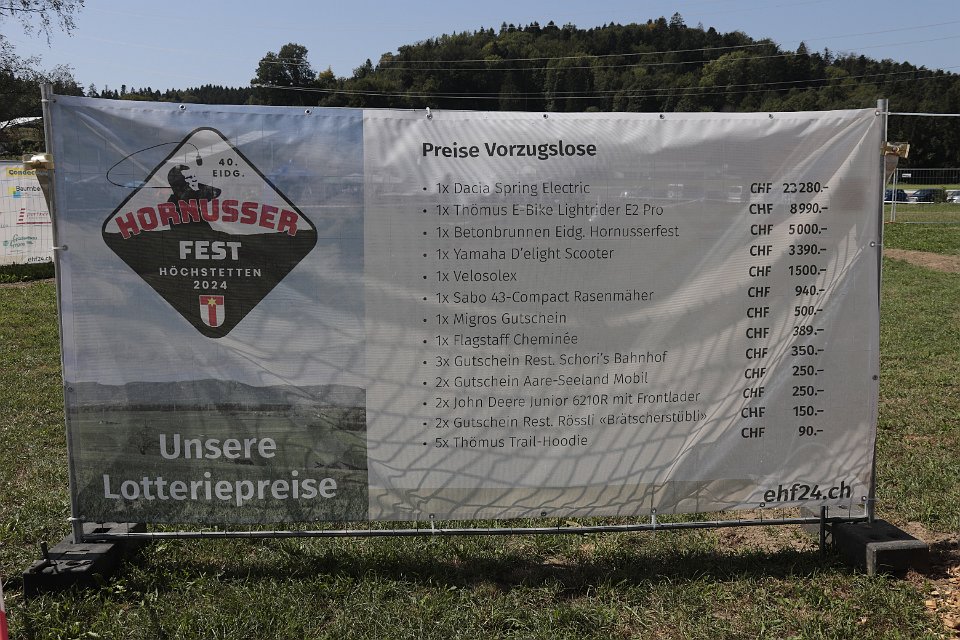 40.
EIDG.
HORNUSSER
FEST
HÖCHSTETTEN
2024
Unsere
Lotteriepreise
Preise Vorzugslose
• 1x Dacia Spring Electric CHF 23280.–
• 1x Thömus E-Bike Lightrider E2 Pro CHF 8990.–
• 1x Betonbrunnen Eidg. Hornusserfest CHF 5000.–
• 1x Yamaha D'elight Scooter CHF 3390.–
• 1x Velosolex CHF 1500.–
• 1x Sabo 43-Compact Rasenmäher CHF 940.–
• 1x Migros Gutschein CHF 500.–
• 1x Flagstaff Cheminée CHF 389.–
• 3x Gutschein Rest. Schori's Bahnhof CHF 350.–
• 2x Gutschein Aare-Seeland Mobil CHF 250.–
• 2x John Deere Junior 6210R mit Frontlader CHF 250.–
• 2x Gutschein Rest. Rössli «Brätscherstübli» CHF 150.–
• 5x Thömus Trail-Hoodie CHF 90.–
ehf24.ch
ehf24.ch